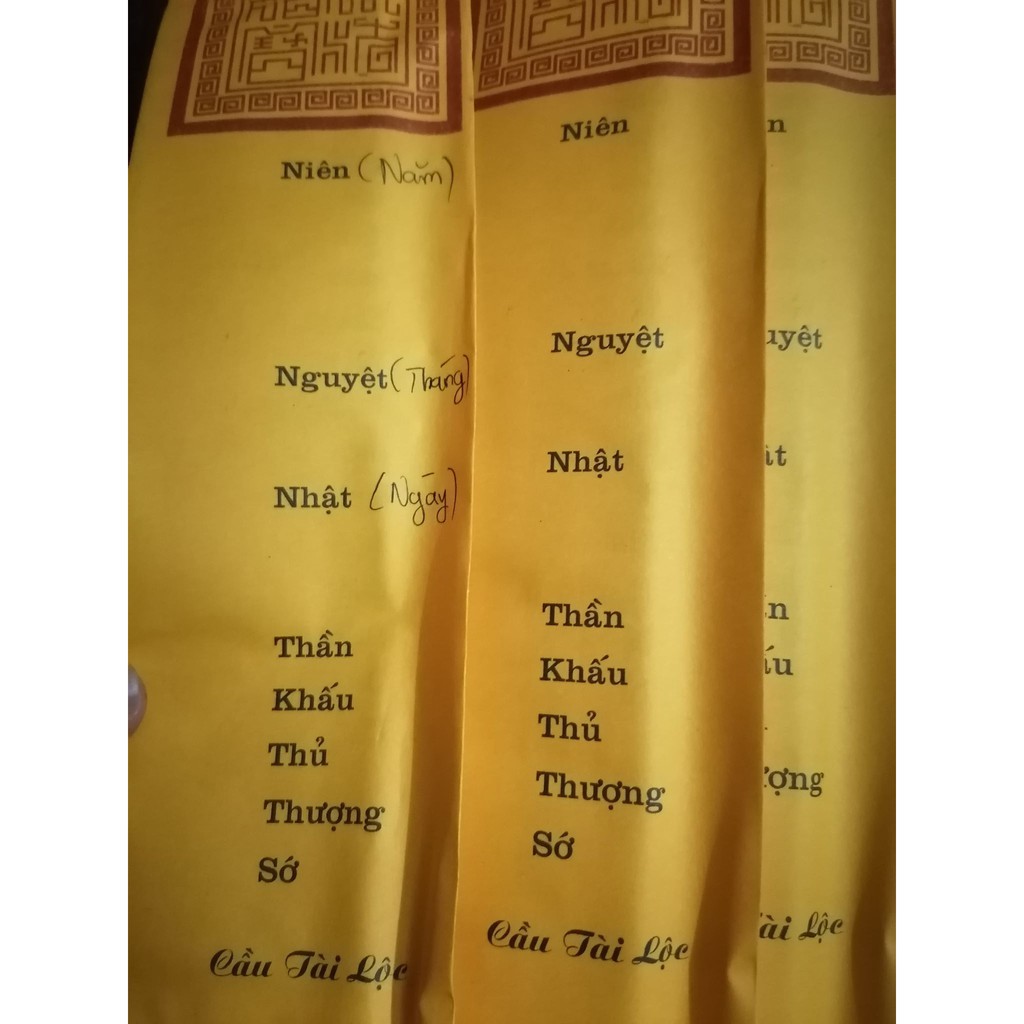 Niên (Năm)
Nguyệt (Tháng)
Nhật (Ngày)
Thần
Khấu
Thủ
Thượng
Sớ
Cầu Tài Lộc
Niên
Nguyệt
Nhật
Thần
Khấu
Thủ
Thượng
Sớ
Cầu Tài Lộc